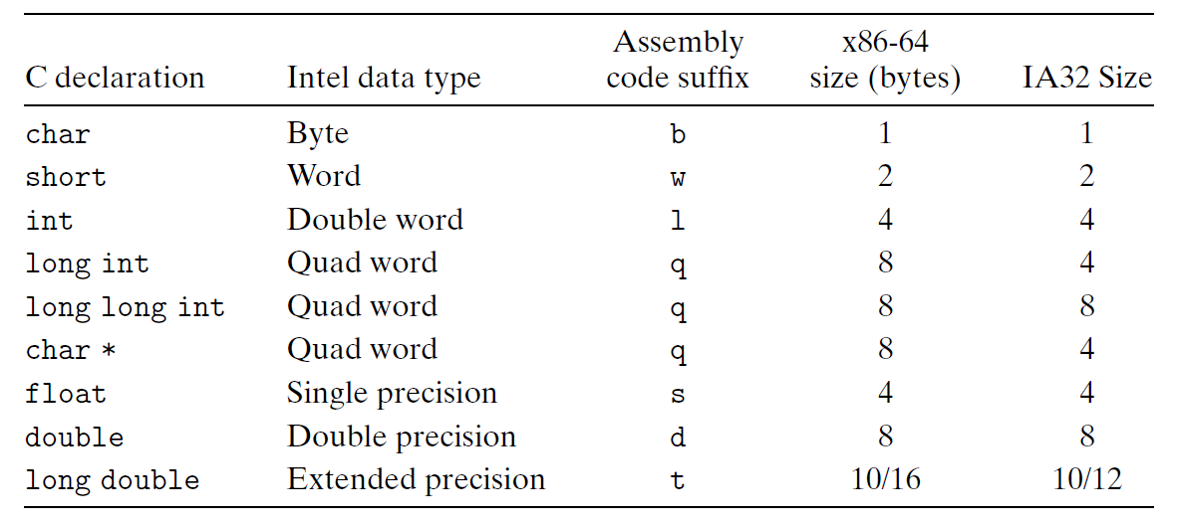 Assembly x86-64
C declaration Intel data type code suffix size (bytes) IA32 Size
char Byte b 1 1
short Word w 2 2
int Double word l 4 4
long int Quad word q 8 4
long long int Quad word q 8 8
char * Quad word q 8 4
float Single precision s 4 4
double Double precision d 8 8
long double Extended precision t 10/16 10/12